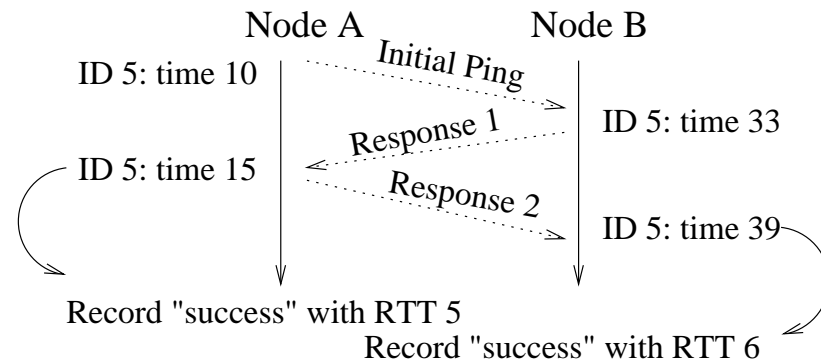 Node A
Node B
Initial Ping
ID 5: time 10
ID 5: time 33
Response 1
ID 5: time 15
Response 2
ID 5: time 39
Record "success" with RTT 5
Record "success" with RTT 6